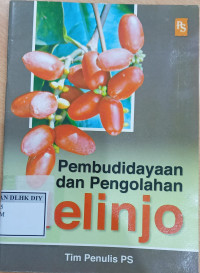 PS
Pembudidayaan
dan Pengolahan
elinjo
AN DLHK DIY
Tim Penulis PS